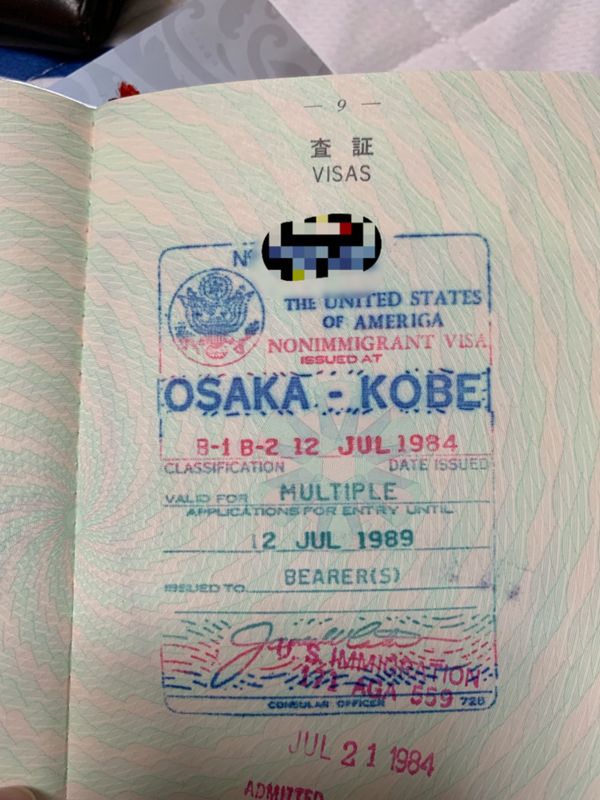 — 9 —
査証
VISAS
THE UNITED STATES
OF AMERICA
NONIMMIGRANT VISA
ISSUED AT
OSAKA - KOBE
B-1 B-2 12 JUL 1984
CLASSIFICATION DATE ISSUED
VALID FOR MULTIPLE
APPLICATIONS FOR ENTRY UNTIL
12 JUL 1989
ISSUED TO BEARER(S)
U.S. IMMIGRATION
171 AGA 559
CONSULAR OFFICER 728
JUL 21 1984
ADMITTED